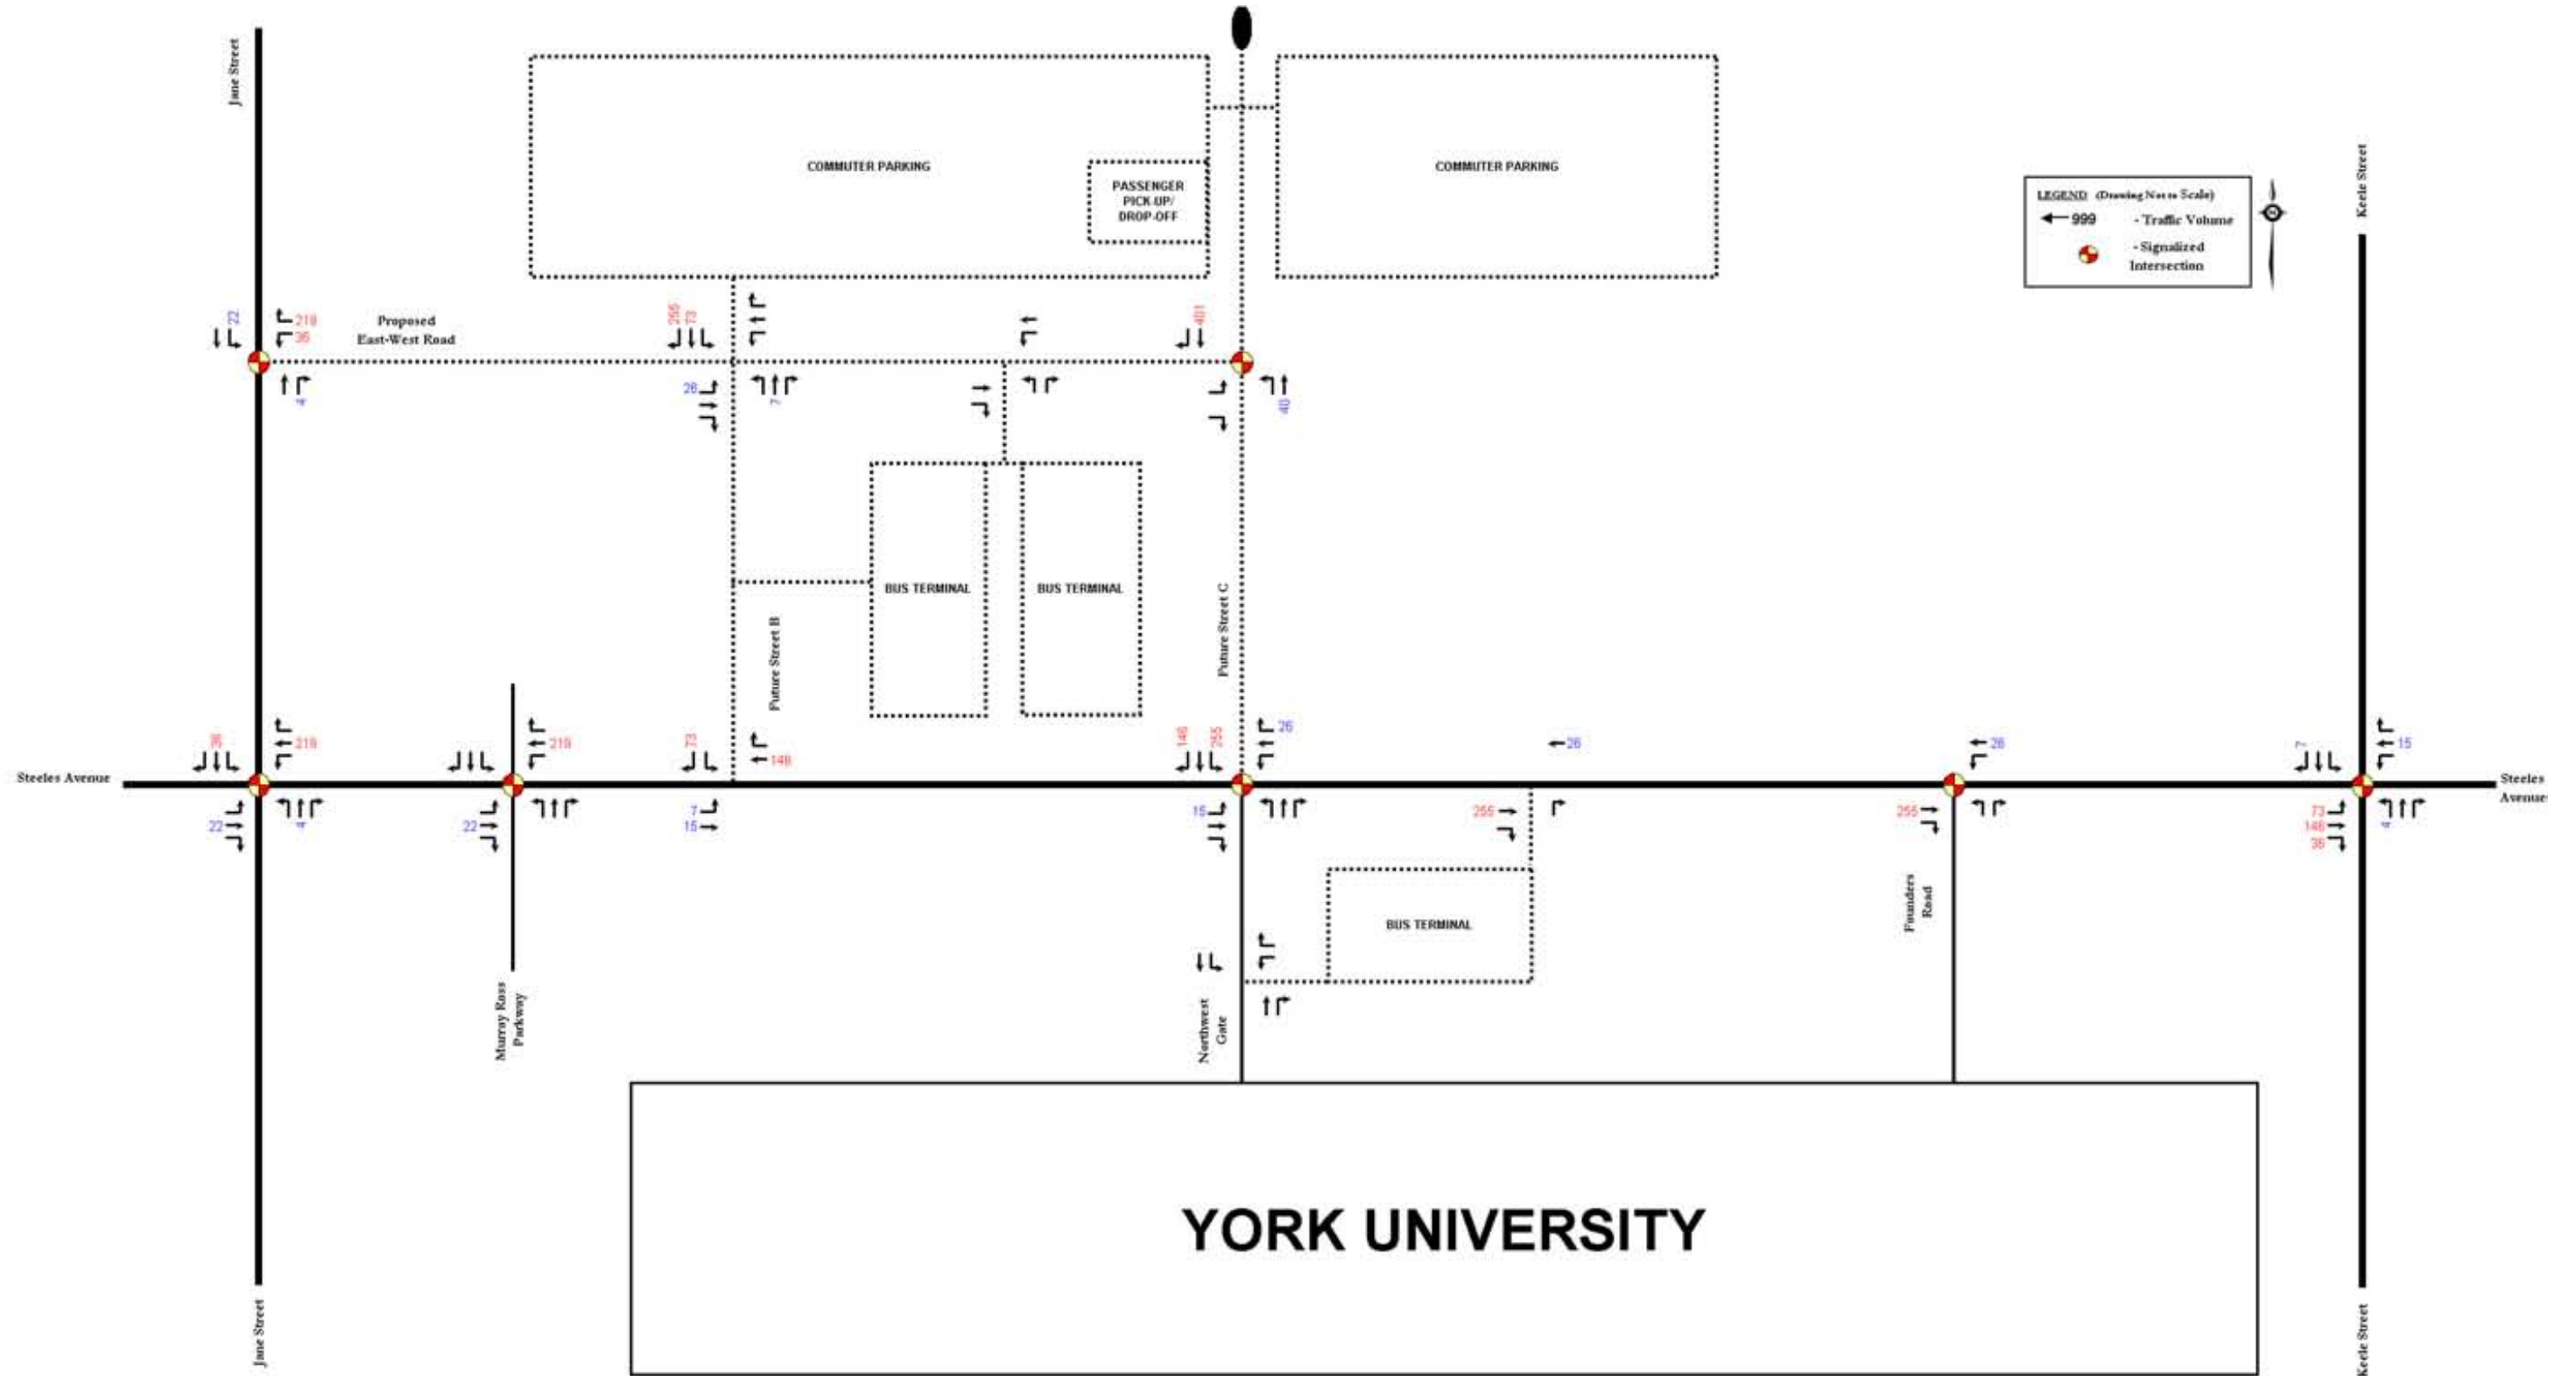 Jane Street
Keele Street
COMMUTER PARKING
COMMUTER PARKING
PASSENGER
PICK-UP/
DROP-OFF
LEGEND (Drawing Not to Scale)
999 - Traffic Volume
- Signalized
Intersection
22
219
36
Proposed
East-West Road
255
73
401
4
26
7
40
BUS TERMINAL
BUS TERMINAL
Future Street B
Future Street C
Steeles Avenue
36
219
219
73
146
146
255
26
26
26
7
15
Steeles
Avenue
22
4
22
7
15
15
255
255
73
146
36
4
BUS TERMINAL
Founders
Road
Murray Ross
Parkway
Northwest
Gate
YORK UNIVERSITY
Jane Street
Keele Street